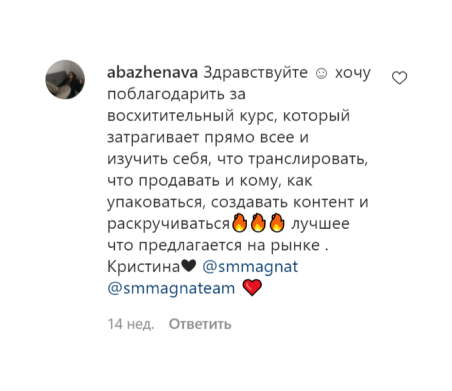 abazhenava Здравствуйте ☺ хочу
поблагодарить за
восхитительный курс, который
затрагивает прямо всее и
изучить себя, что транслировать,
что продавать и кому, как
упаковаться, создавать контент и
раскручиваться🔥🔥🔥 лучшее
что предлагается на рынке .
Кристина🖤 @smmagnat
@smmagnateam ❤️
14 нед. Ответить